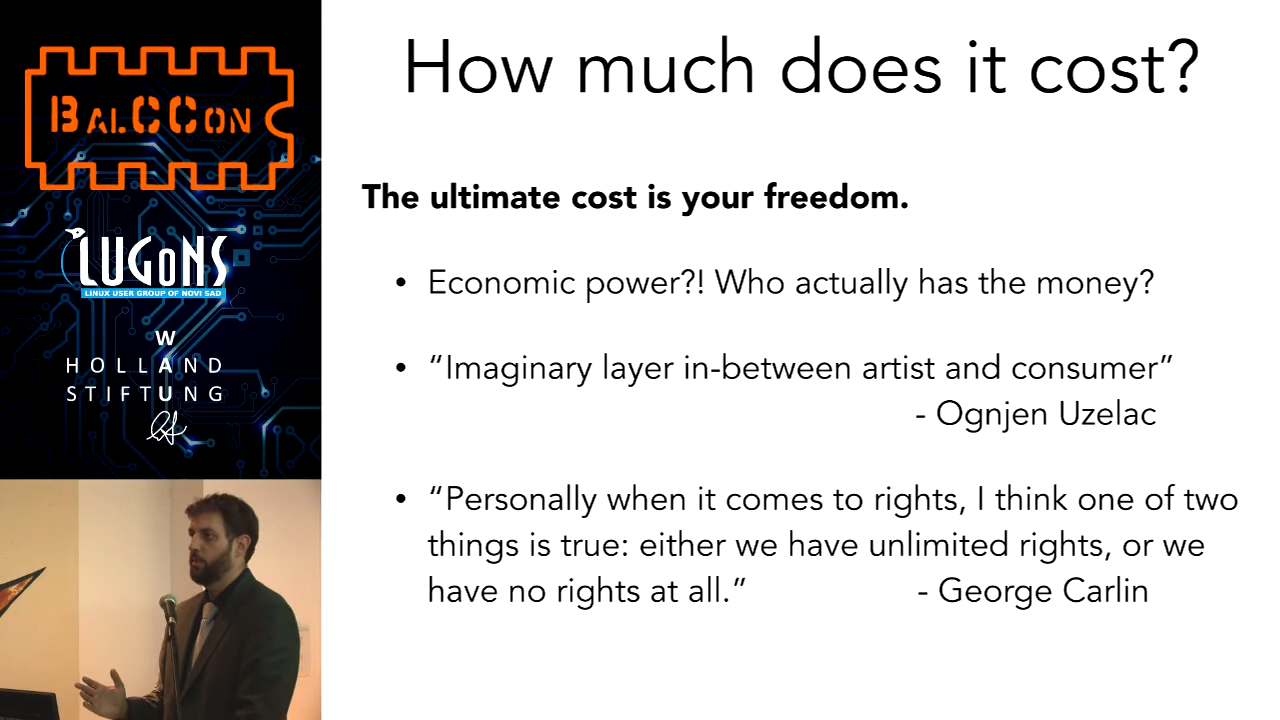 BALCCON
LUGoNS
LINUX USER GROUP OF NOVI SAD
W
HOLLAND
STIFTUNG
How much does it cost?
The ultimate cost is your freedom.
• Economic power?! Who actually has the money?
• “Imaginary layer in-between artist and consumer”
- Ognjen Uzelac
• “Personally when it comes to rights, I think one of two
things is true: either we have unlimited rights, or we
have no rights at all.” - George Carlin